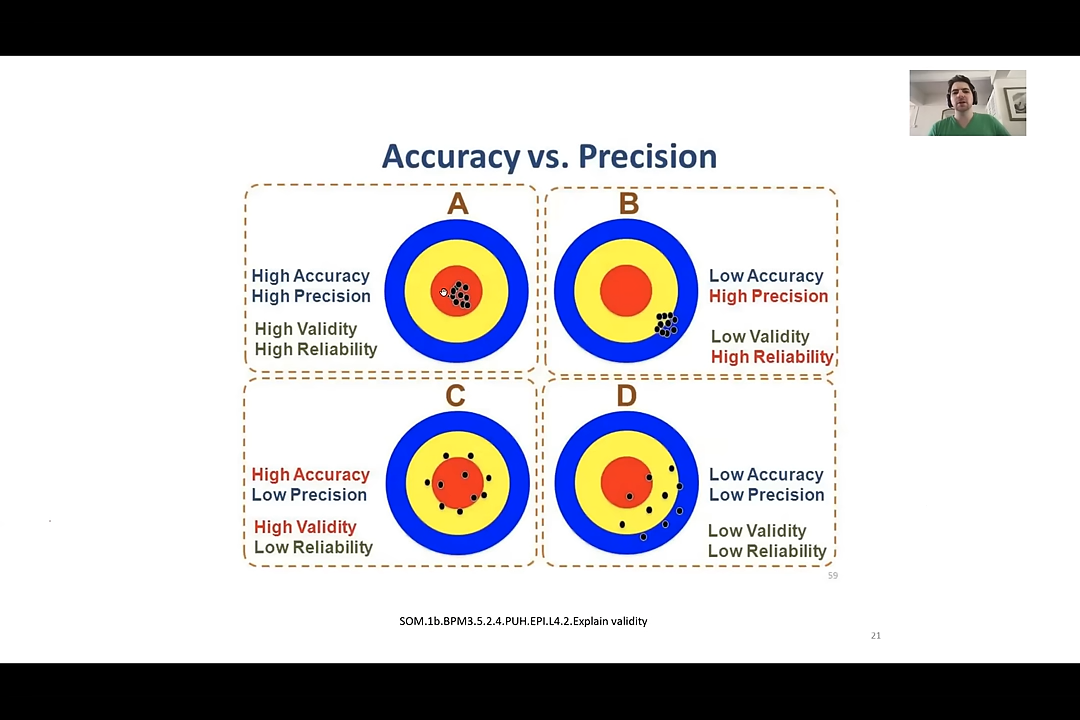 Accuracy vs. Precision
A
High Accuracy
High Precision
High Validity
High Reliability
B
Low Accuracy
High Precision
Low Validity
High Reliability
C
High Accuracy
Low Precision
High Validity
Low Reliability
D
Low Accuracy
Low Precision
Low Validity
Low Reliability
59
SOM.1b.BPM3.5.2.4.PUH.EPI.L4.2.Explain validity
21